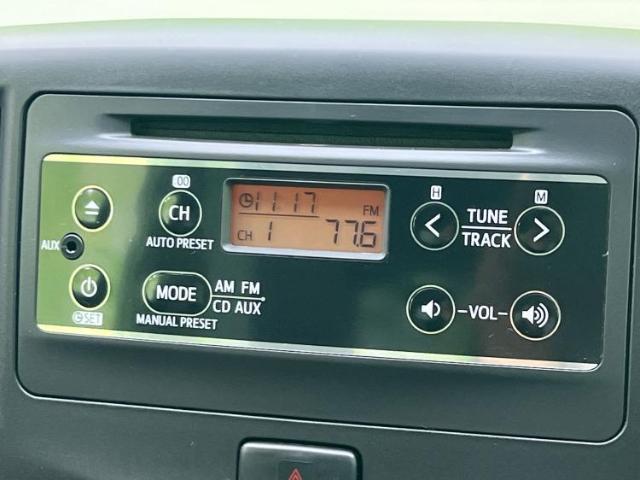 :00
H
M
CH
11:17
FM
CH 1 77.6
AUTO PRESET
TUNE
TRACK
AUX
MODE
AM FM
CD AUX
MANUAL PRESET
SET
-VOL-